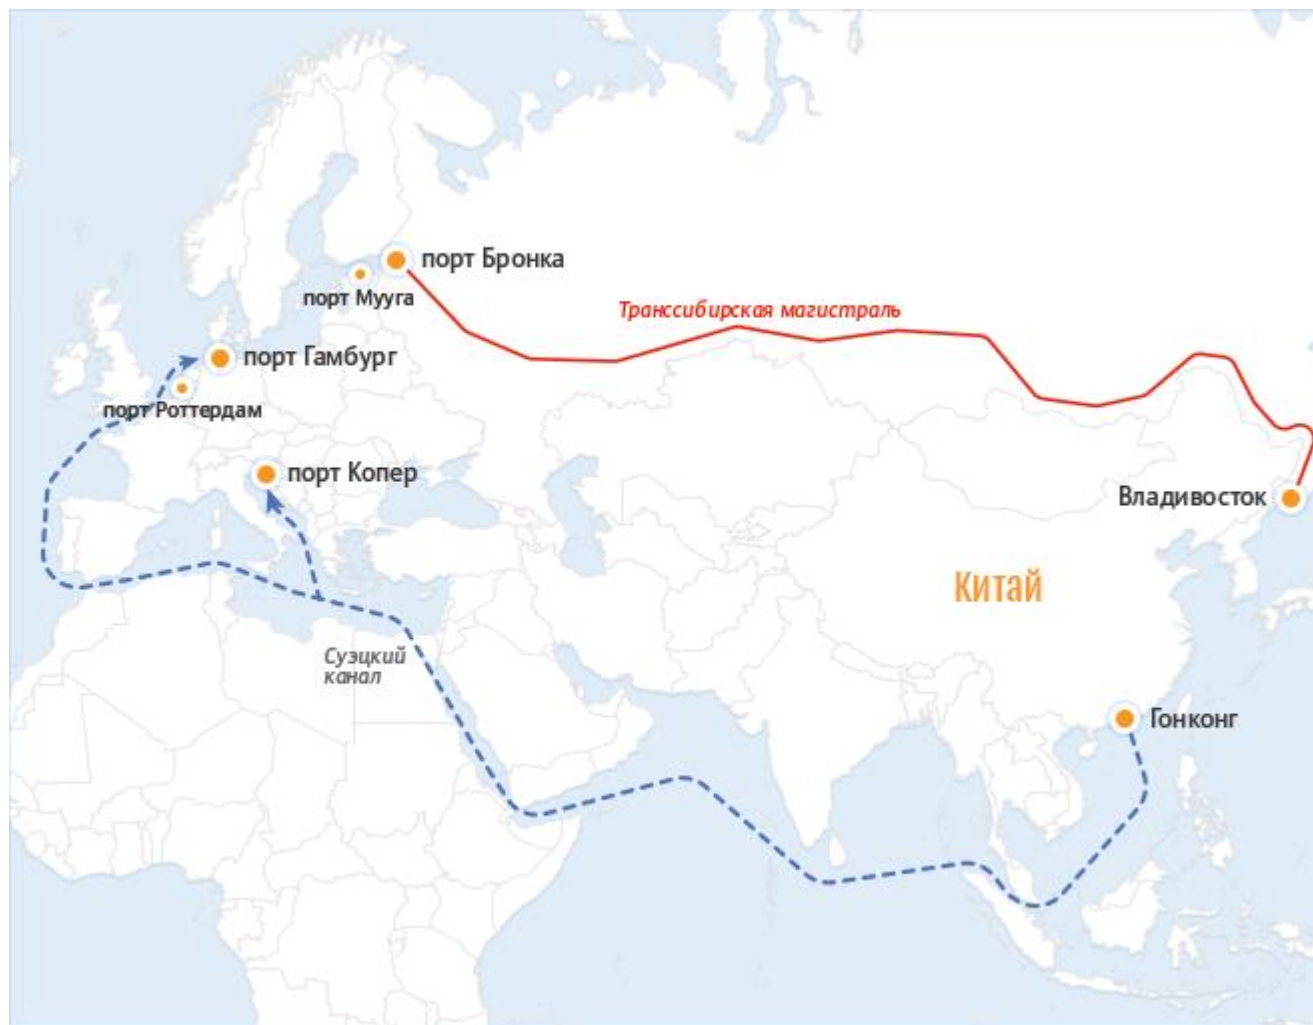 порт Бронка
порт Мууга
Транссибирская магистраль
порт Гамбург
порт Роттердам
порт Копер
Владивосток
Китай
Суэцкий
канал
Гонконг